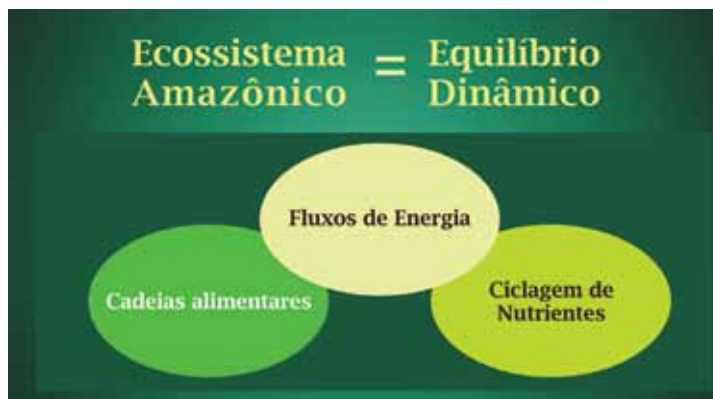 Ecossistema = Equilíbrio
Amazônico Dinâmico
Fluxos de Energia
Cadeias alimentares
Ciclagem de
Nutrientes